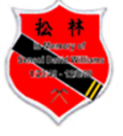 松林
In Memory of
Sensei David Williams